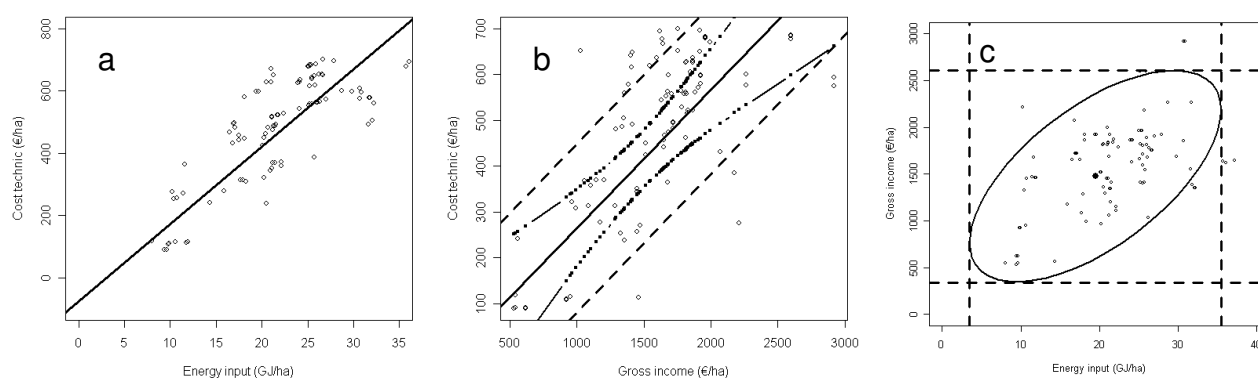 a
Cost technic (€/ha)
0 200 400 600 800
0 5 10 15 20 25 30 35
Energy input (GJ/ha)
b
Cost technic (€/ha)
100 200 300 400 500 600 700
500 1000 1500 2000 2500 3000
Gross income (€/ha)
c
Gross income (€/ha)
0 500 1000 1500 2000 2500 3000
10 20 30 40
Energy input (GJ/ha)